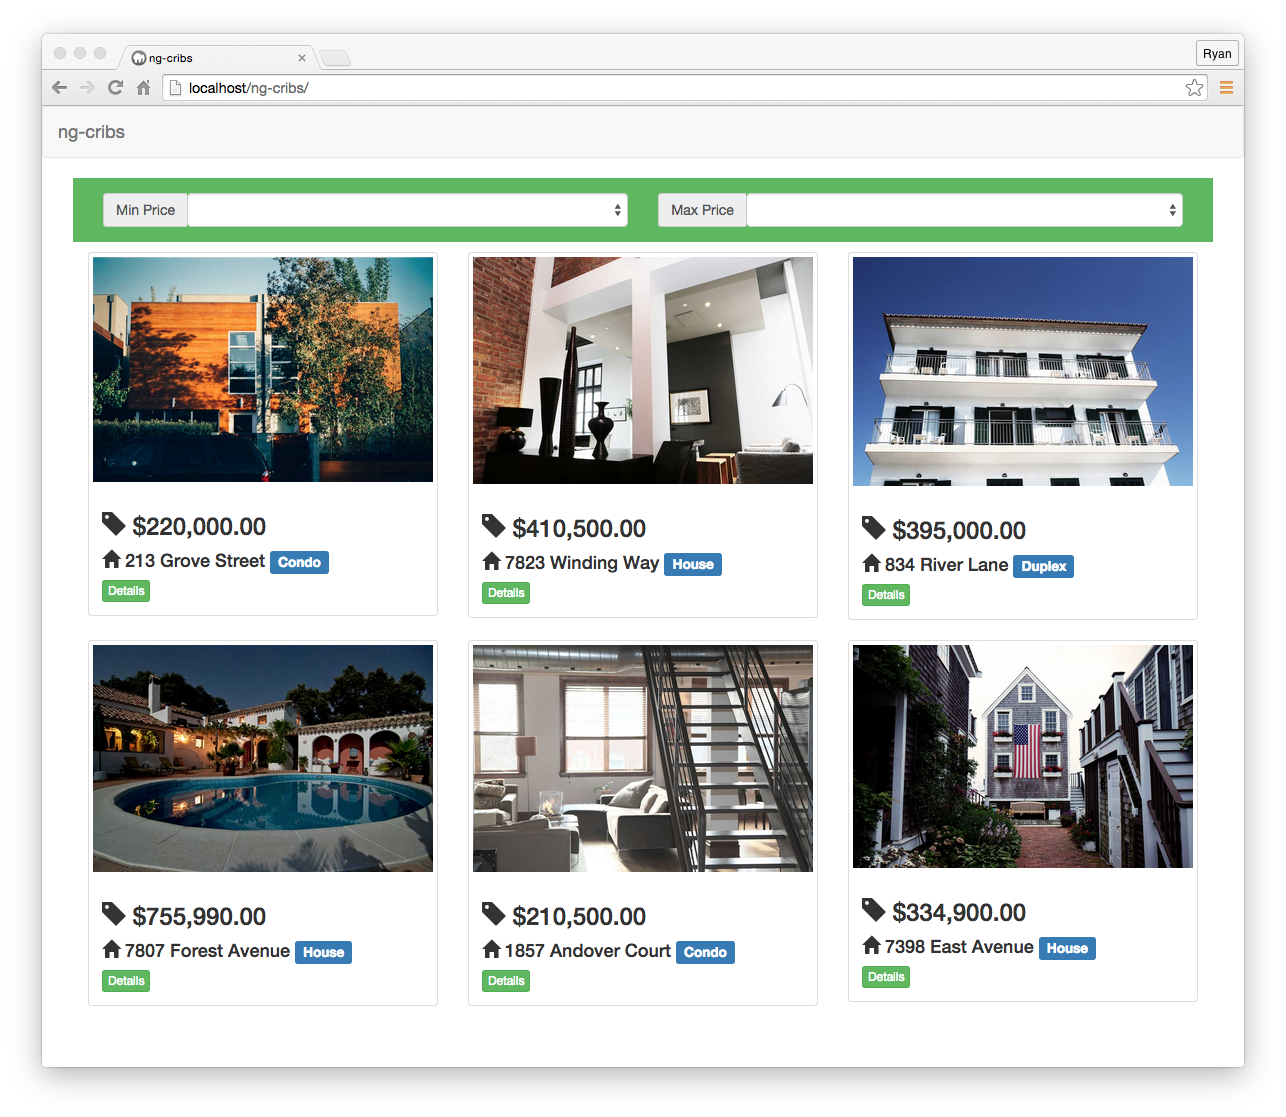 ng-cribs
Ryan
localhost/ng-cribs/
ng-cribs
Min Price
Max Price
$220,000.00
213 Grove Street Condo
Details
$410,500.00
7823 Winding Way House
Details
$395,000.00
834 River Lane Duplex
Details
$755,990.00
7807 Forest Avenue House
Details
$210,500.00
1857 Andover Court Condo
Details
$334,900.00
7398 East Avenue House
Details